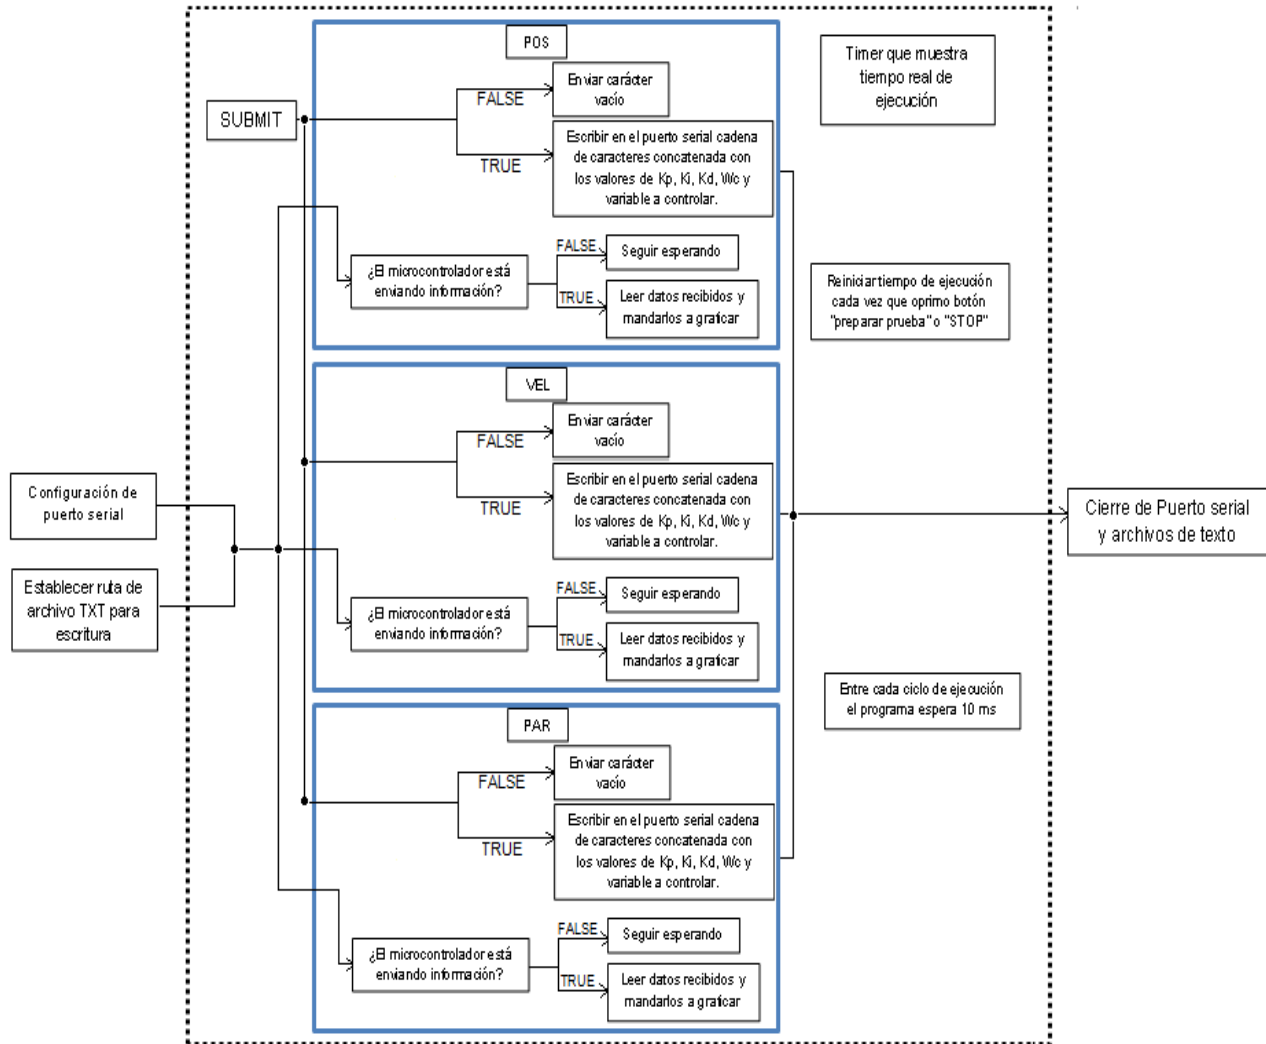 POS
Timer que muestra
tiempo real de
ejecución
SUBMIT
FALSE
Enviar carácter
vacío
TRUE
Escribir en el puerto serial cadena
de caracteres concatenada con
los valores de Kp, Ki, Kd, Wc y
variable a controlar.
¿El microcontrolador está
enviando información?
FALSE
Seguir esperando
TRUE
Leer datos recibidos y
mandarlos a graficar
Reiniciar tiempo de ejecución
cada vez que oprimo botón
"preparar prueba" o "STOP"
VEL
FALSE
Enviar carácter
vacío
TRUE
Escribir en el puerto serial cadena
de caracteres concatenada con
los valores de Kp, Ki, Kd, Wc y
variable a controlar.
Configuración de
puerto serial
Establecer ruta de
archivo TXT para
escritura
Cierre de Puerto serial
y archivos de texto
¿El microcontrolador está
enviando información?
FALSE
Seguir esperando
TRUE
Leer datos recibidos y
mandarlos a graficar
Entre cada ciclo de ejecución
el programa espera 10 ms
PAR
FALSE
Enviar carácter
vacío
TRUE
Escribir en el puerto serial cadena
de caracteres concatenada con
los valores de Kp, Ki, Kd, Wc y
variable a controlar.
¿El microcontrolador está
enviando información?
FALSE
Seguir esperando
TRUE
Leer datos recibidos y
mandarlos a graficar